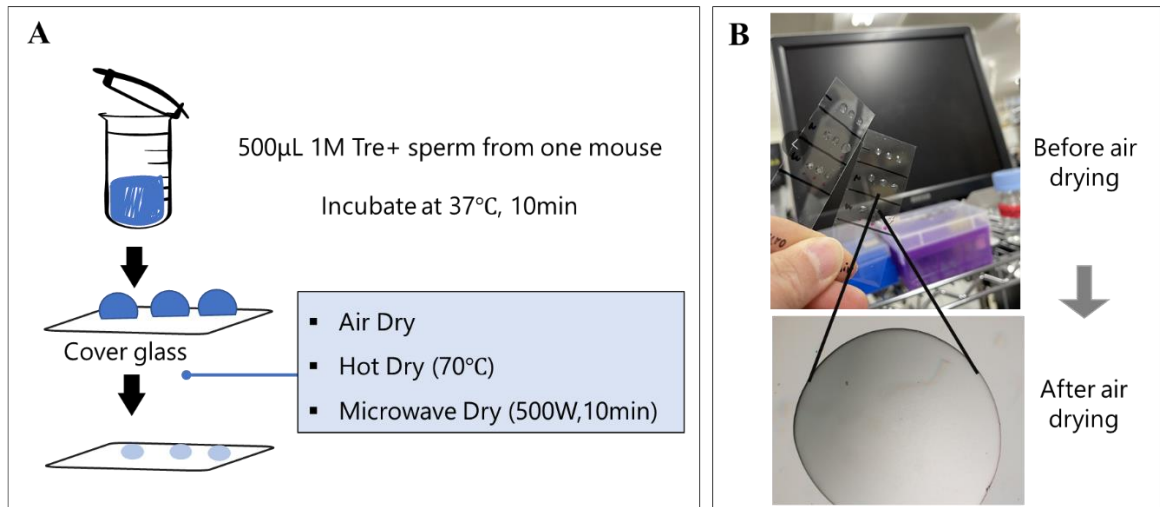 A
500μL 1M Tre+ sperm from one mouse
Incubate at 37℃, 10min
Cover glass
▪ Air Dry
▪ Hot Dry (70℃)
▪ Microwave Dry (500W,10min)
B
Before air
drying
After air
drying